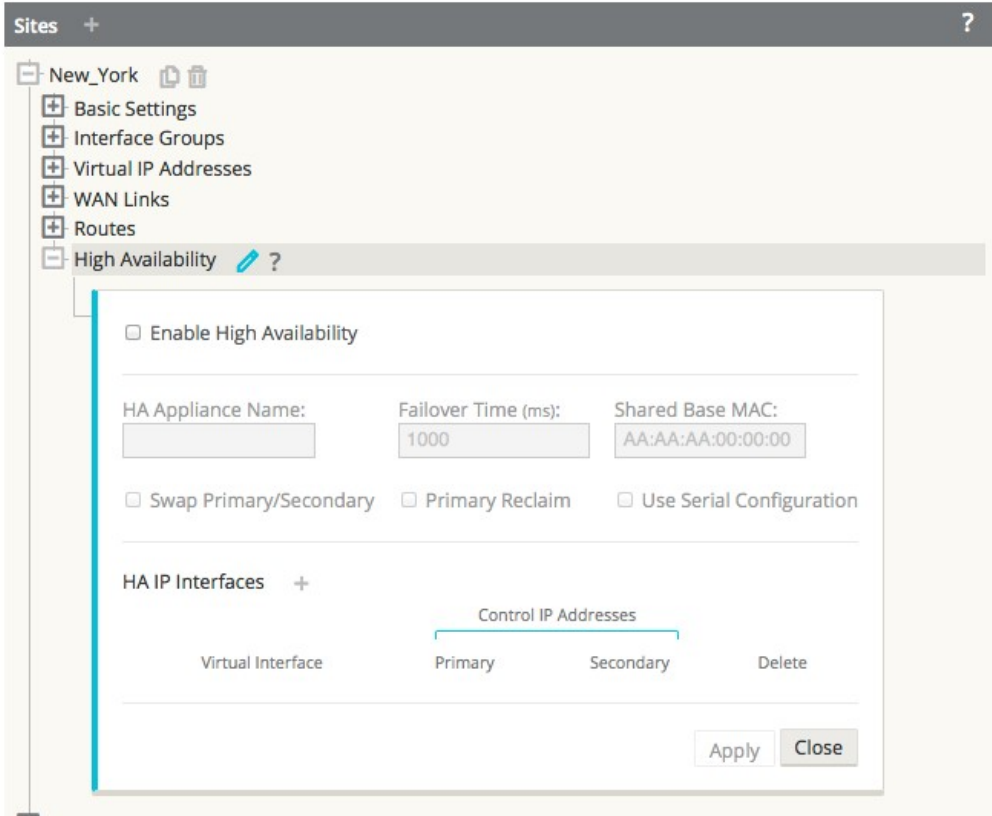 Sites + ?
New_York
Basic Settings
Interface Groups
Virtual IP Addresses
WAN Links
Routes
High Availability ?
Enable High Availability
HA Appliance Name: Failover Time (ms): Shared Base MAC:
1000 AA:AA:AA:00:00:00
Swap Primary/Secondary Primary Reclaim Use Serial Configuration
HA IP Interfaces +
Control IP Addresses
Virtual Interface Primary Secondary Delete
Apply Close